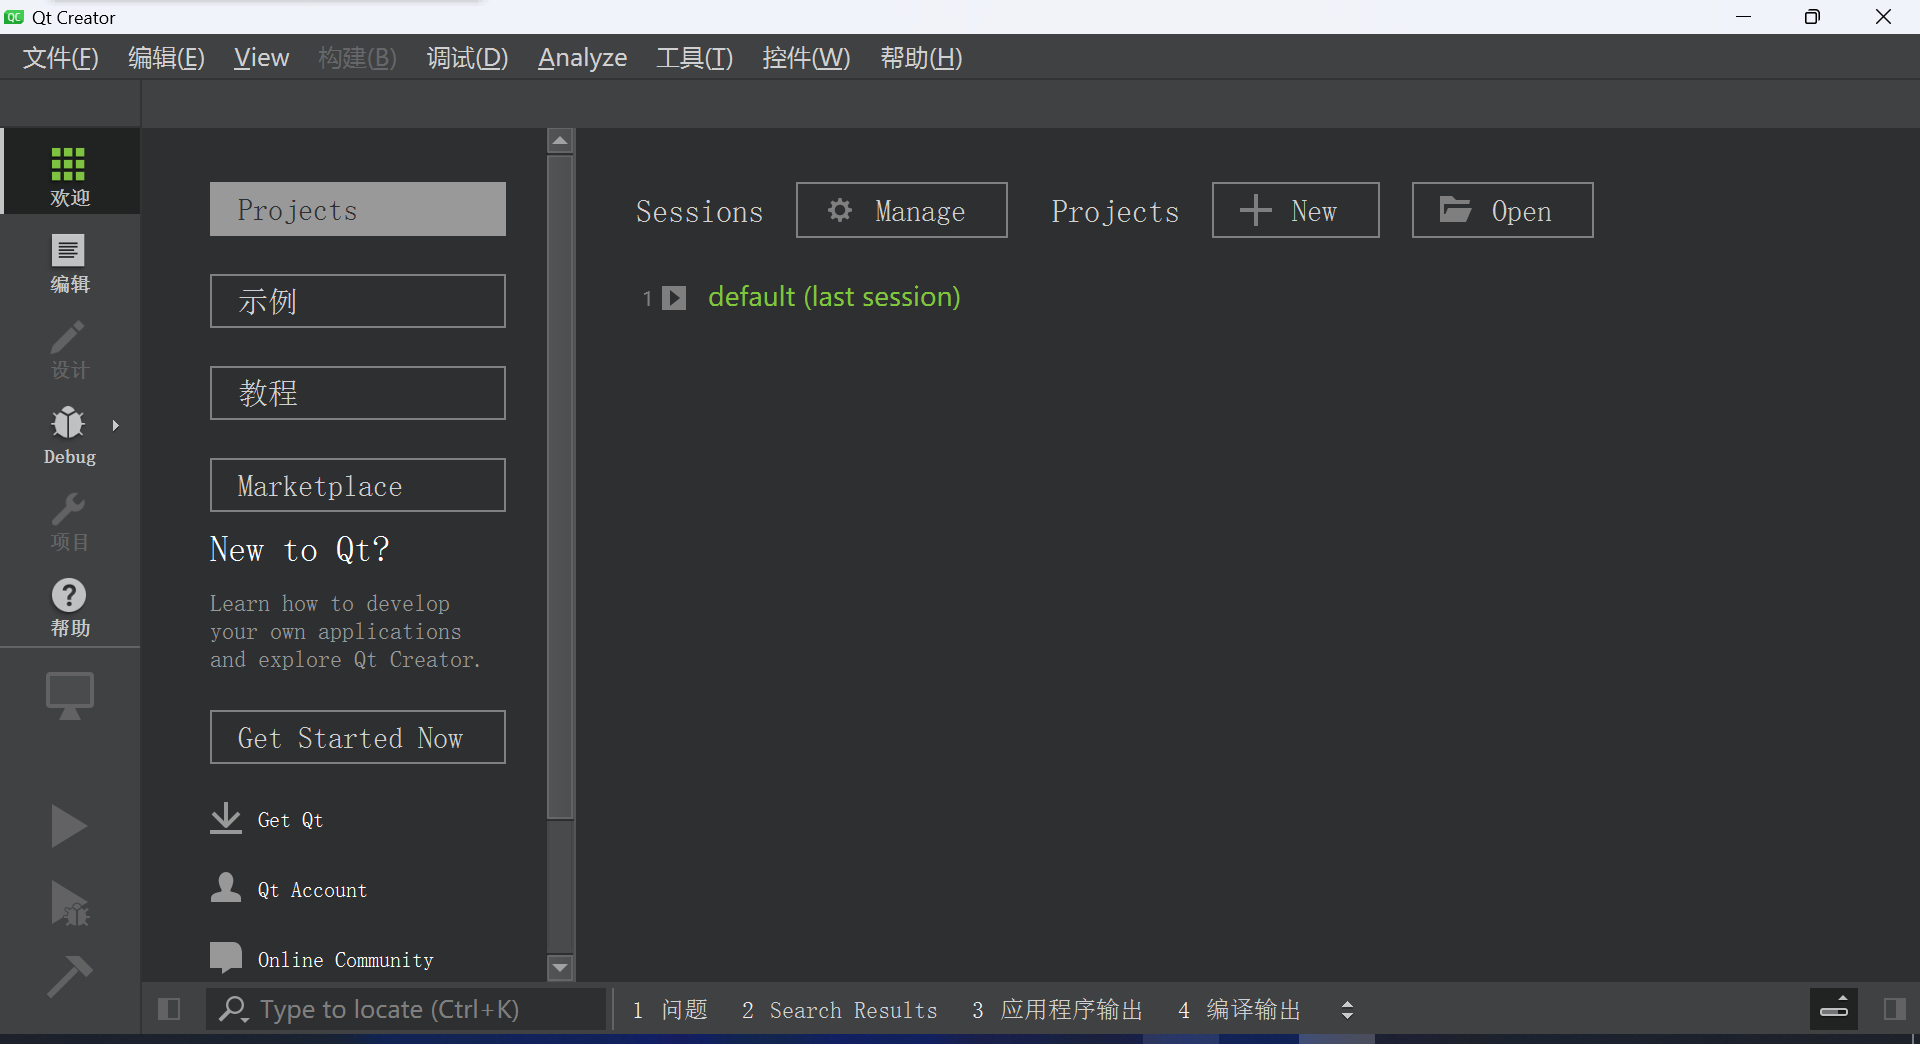 QC Qt Creator
文件(F) 编辑(E) View 构建(B) 调试(D) Analyze 工具(T) 控件(W) 帮助(H)
欢迎
编辑
设计
Debug
项目
帮助
Projects
示例
教程
Marketplace
New to Qt?
Learn how to develop
your own applications
and explore Qt Creator.
Get Started Now
Get Qt
Qt Account
Online Community
Sessions Manage Projects New Open
1 default (last session)
Type to locate (Ctrl+K) 1 问题 2 Search Results 3 应用程序输出 4 编译输出